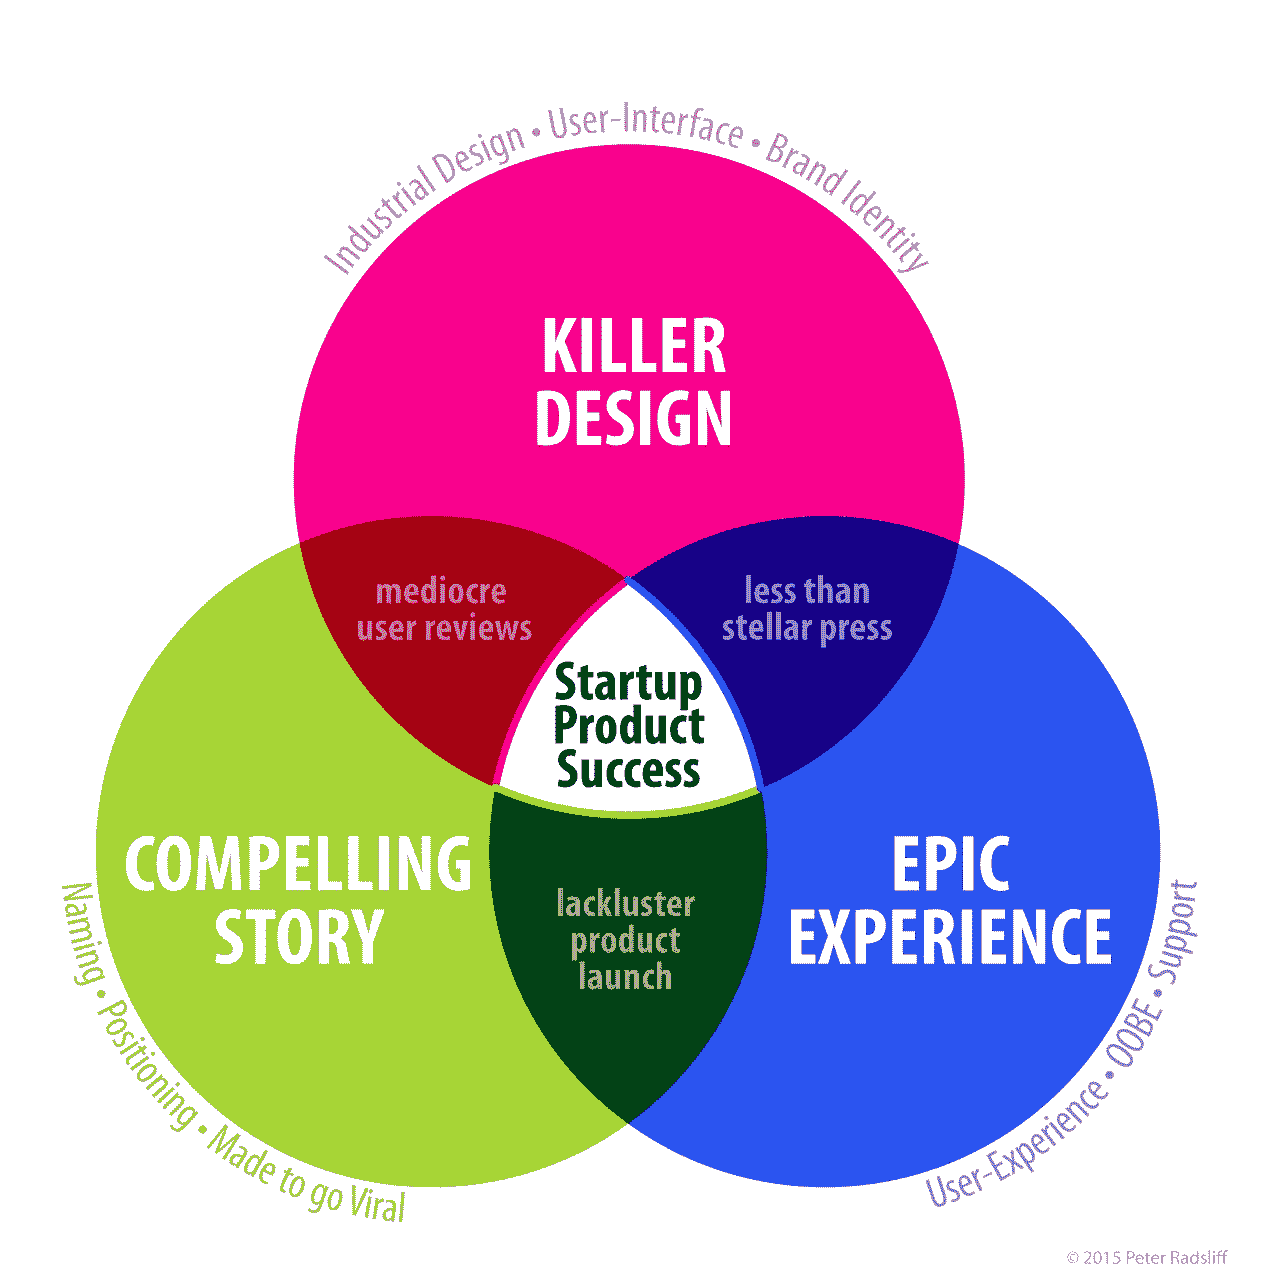 Industrial Design • User-Interface • Brand Identity
KILLER
DESIGN
mediocre
user reviews
less than
stellar press
Startup
Product
Success
COMPELLING
STORY
EPIC
EXPERIENCE
lackluster
product
launch
Naming • Positioning • Made to go Viral
User-Experience • OOBE • Support
© 2015 Peter Radsliff